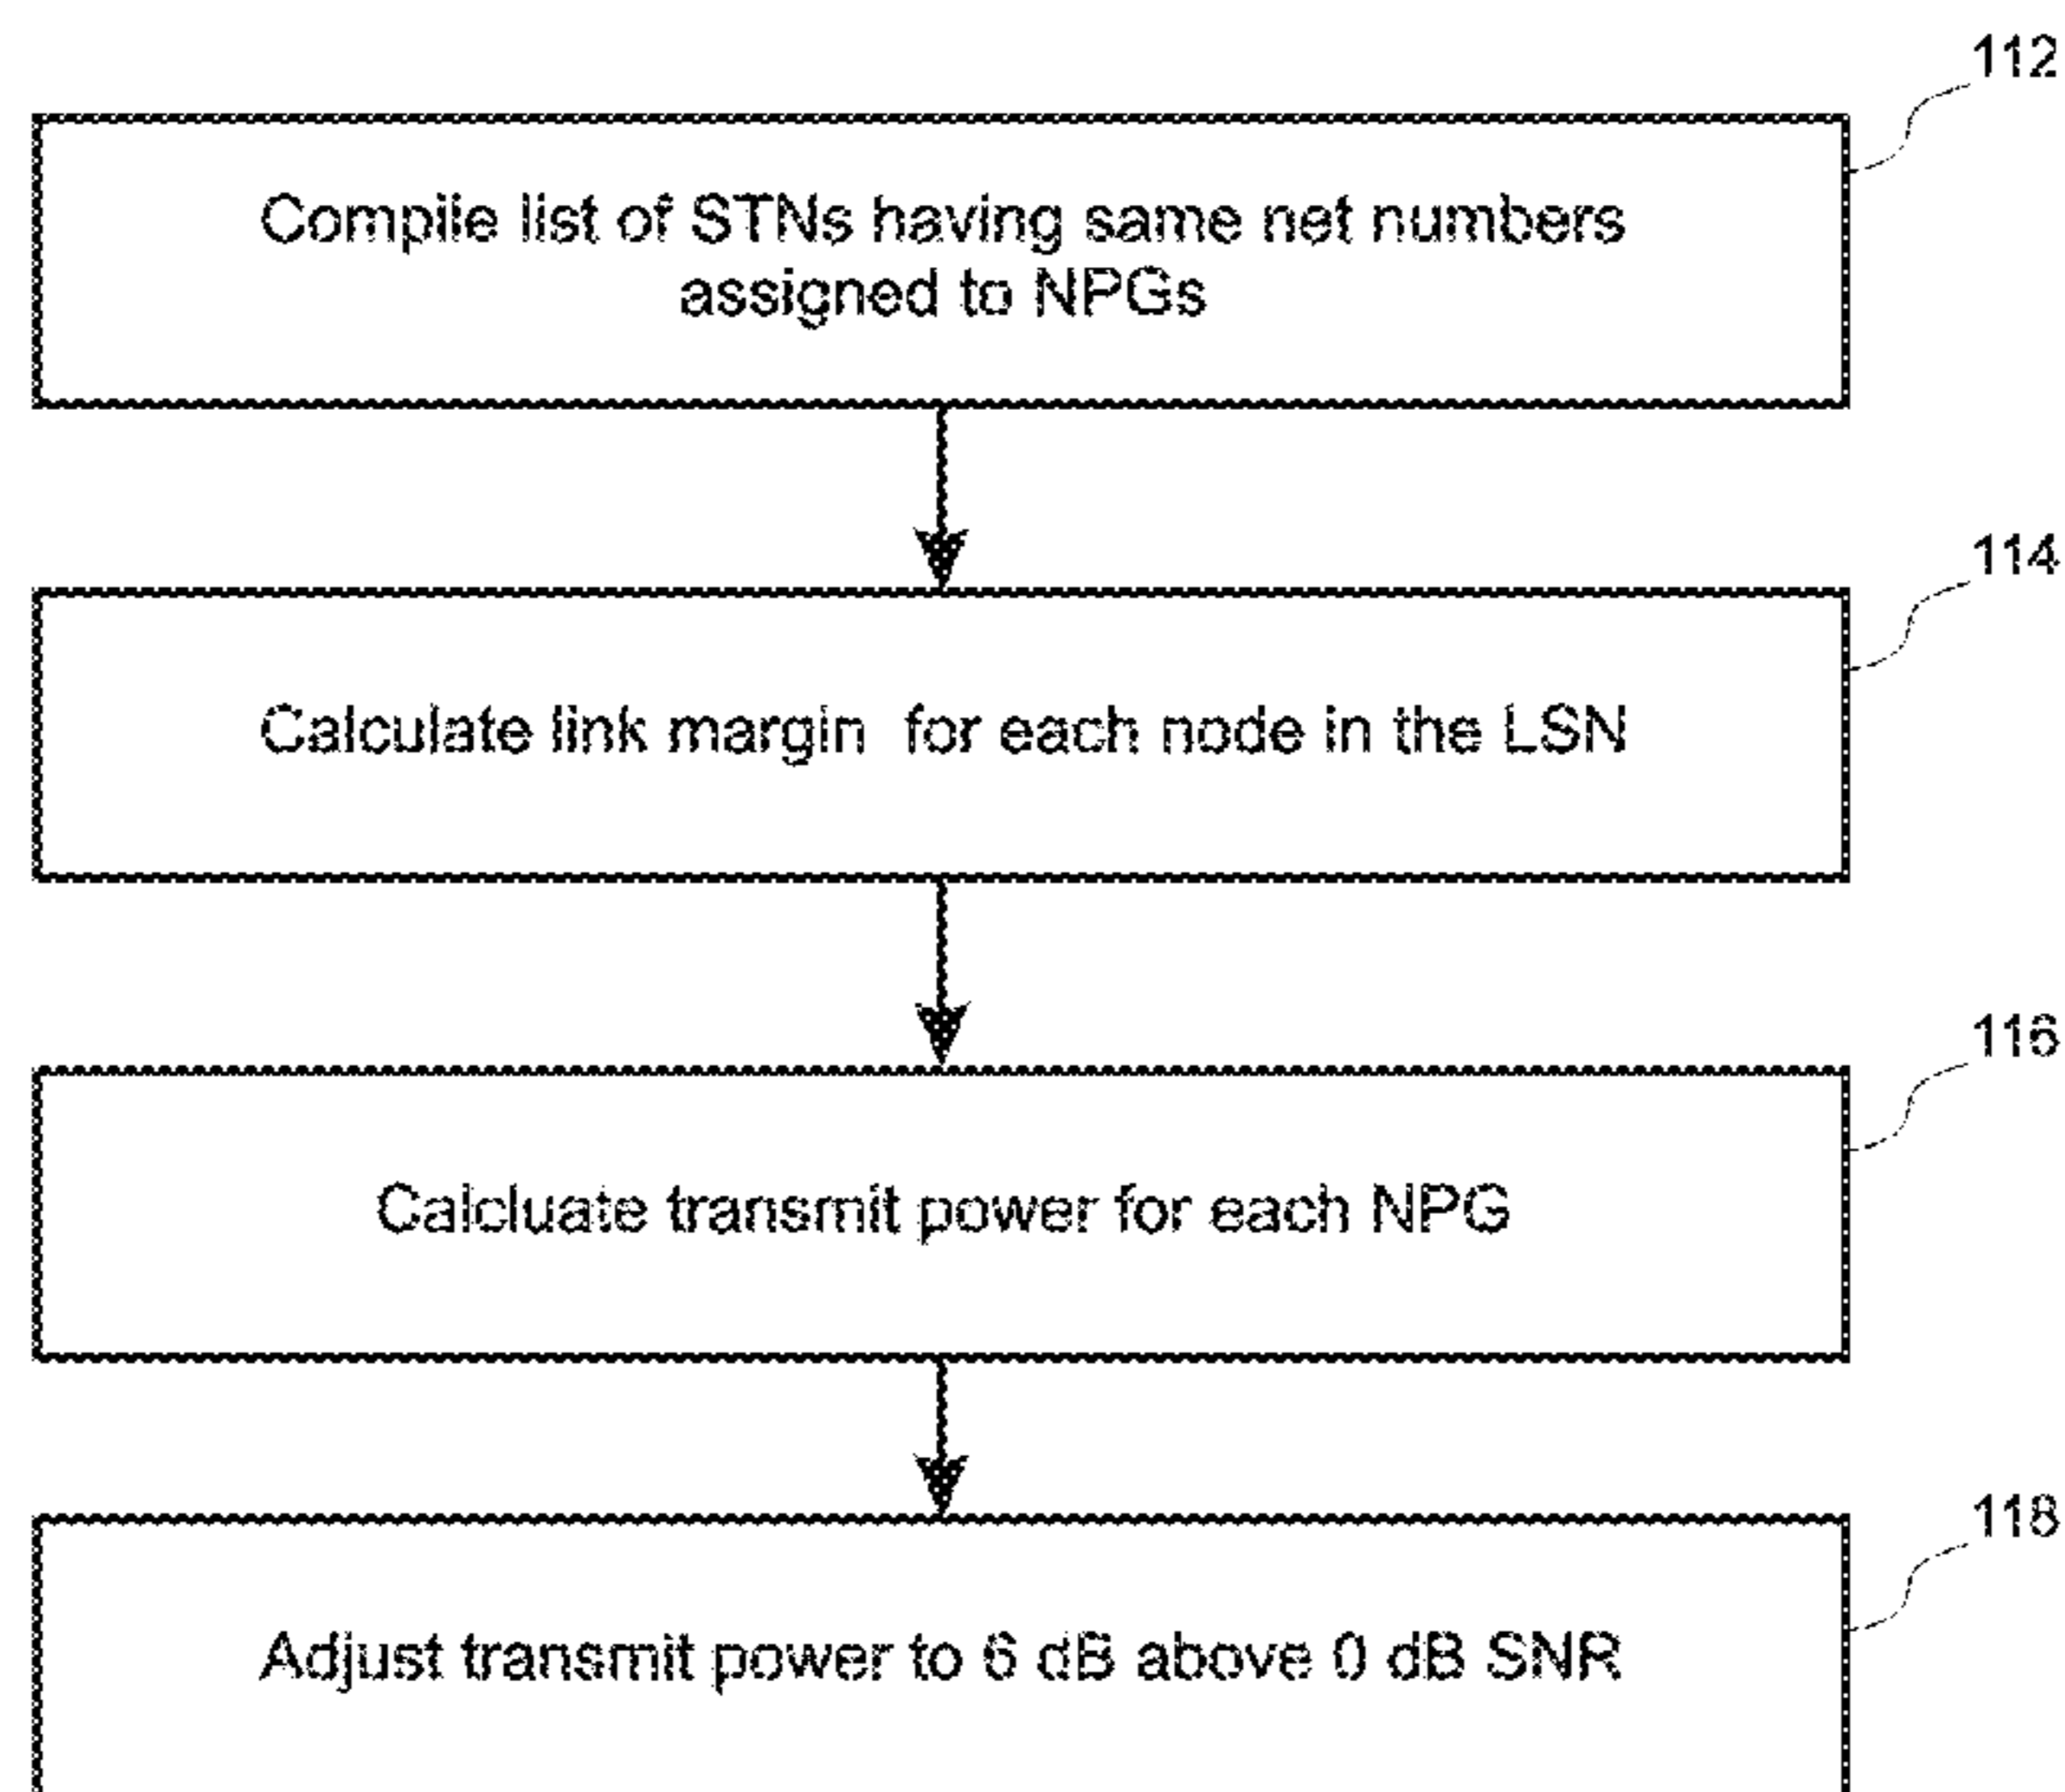 112
Compile list of STNs having same net numbers
assigned to NPGs
114
Calculate link margin for each node in the LSN
116
Calcluate transmit power for each NPG
118
Adjust transmit power to 6 dB above 0 dB SNR